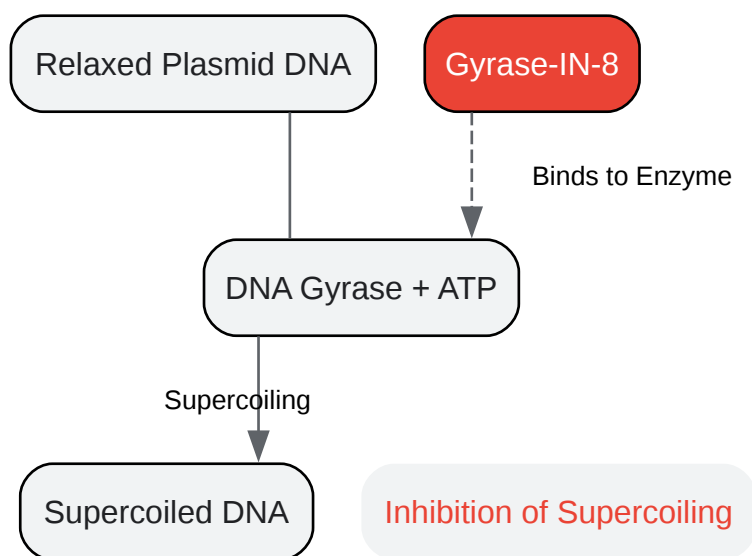 Relaxed Plasmid DNA
Gyrase-IN-8
Binds to Enzyme
DNA Gyrase + ATP
Supercoiling
Supercoiled DNA
Inhibition of Supercoiling